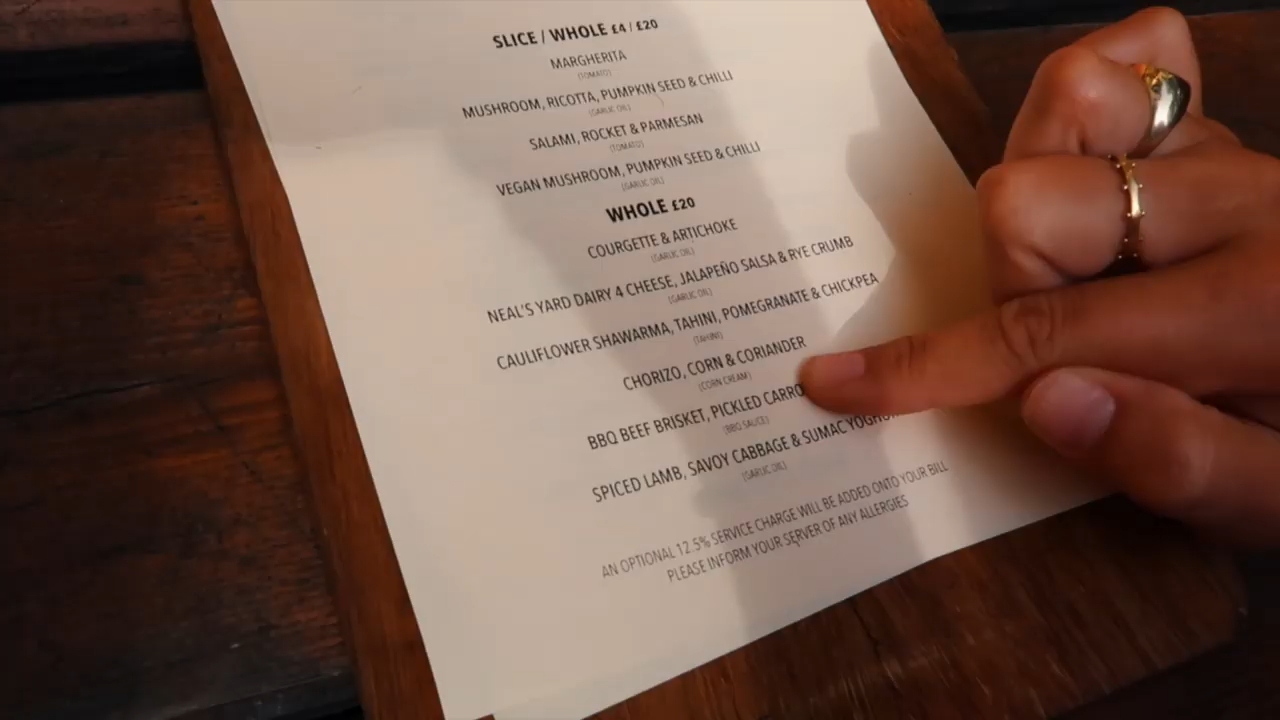 SLICE / WHOLE £4 / £20
MARGHERITA
(TOMATO)
MUSHROOM, RICOTTA, PUMPKIN SEED & CHILLI
(GARLIC OIL)
SALAMI, ROCKET & PARMESAN
(TOMATO)
VEGAN MUSHROOM, PUMPKIN SEED & CHILLI
(GARLIC OIL)
WHOLE £20
COURGETTE & ARTICHOKE
(GARLIC OIL)
NEAL'S YARD DAIRY 4 CHEESE, JALAPEÑO SALSA & RYE CRUMB
(GARLIC OIL)
CAULIFLOWER SHAWARMA, TAHINI, POMEGRANATE & CHICKPEA
(TAHINI)
CHORIZO, CORN & CORIANDER
(CORN CREAM)
BBQ BEEF BRISKET, PICKLED
(BBQ SAUCE)
SPICED LAMB, SAVOY CABBAGE & SUMAC
(GARLIC OIL)
AN OPTIONAL 12.5% SERVICE CHARGE WILL BE ADDED ONTO YOUR BILL
PLEASE INFORM YOUR SERVER OF ANY ALLERGIES